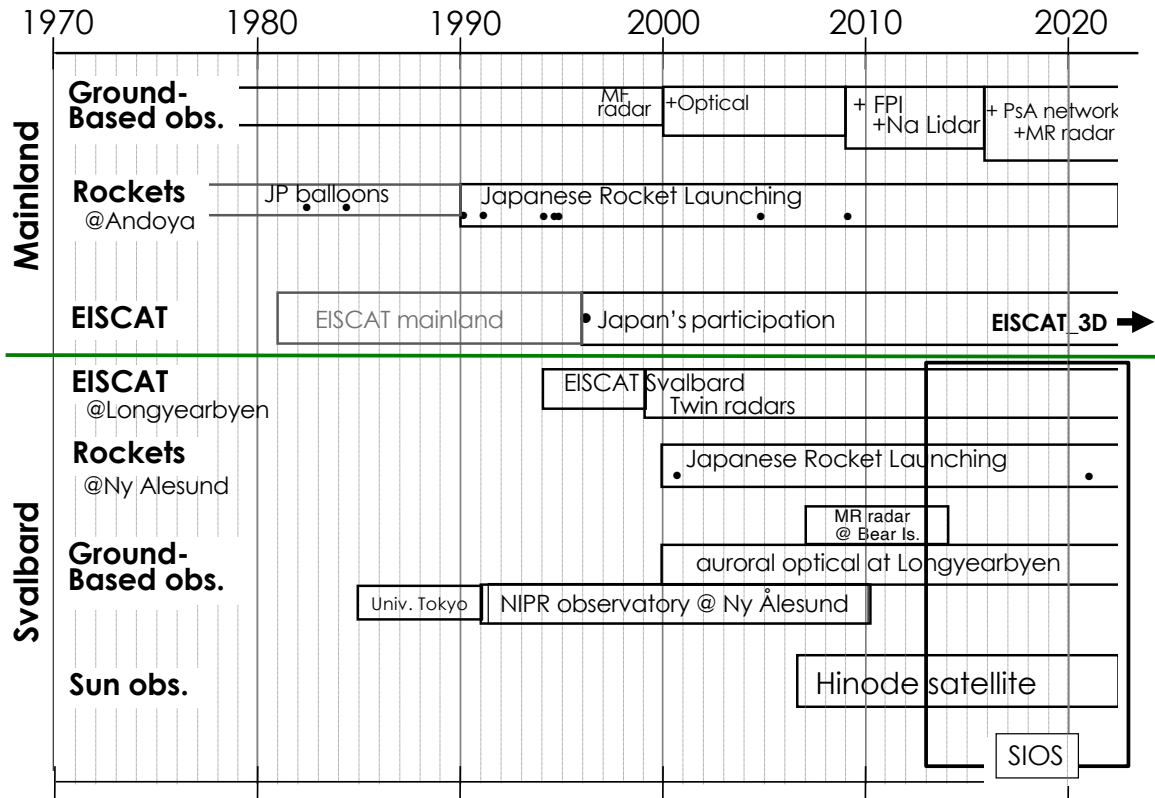 1970 1980 1990 2000 2010 2020
Mainland
Ground-
Based obs.
MF
radar
+Optical
+ FPI
+Na Lidar
+ PsA network
+MR radar
Rockets
@Andoya
JP balloons
Japanese Rocket Launching
EISCAT
EISCAT mainland
Japan's participation
EISCAT_3D
Svalbard
EISCAT
@Longyearbyen
EISCAT Svalbard
Twin radars
Rockets
@Ny Alesund
Japanese Rocket Launching
MR radar
@ Bear Is.
Ground-
Based obs.
auroral optical at Longyearbyen
Univ. Tokyo
NIPR observatory @ Ny Ålesund
Sun obs.
Hinode satellite
SIOS